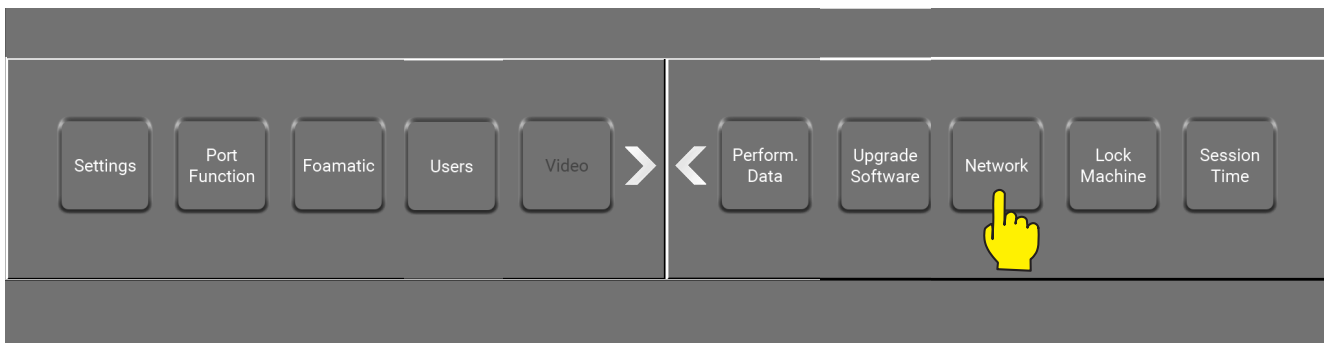 Settings
Port
Function
Foamatic
Users
Video
Perform.
Data
Upgrade
Software
Network
Lock
Machine
Session
Time